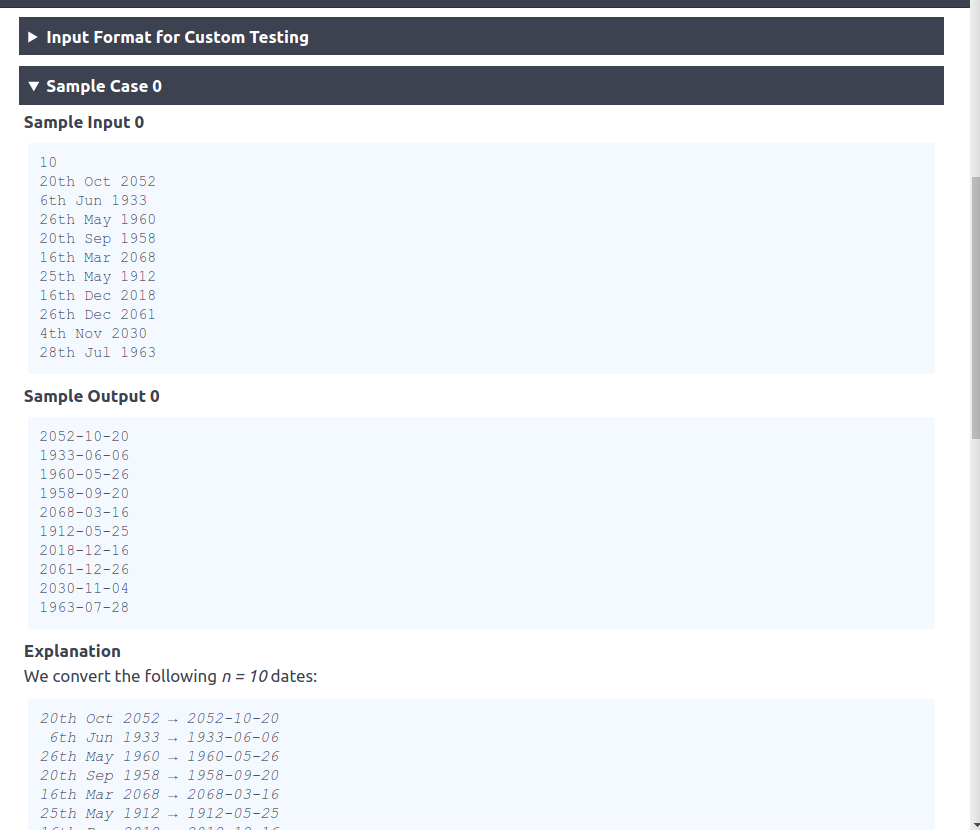 Input Format for Custom Testing
Sample Case 0
Sample Input 0
10
20th Oct 2052
6th Jun 1933
26th May 1960
20th Sep 1958
16th Mar 2068
25th May 1912
16th Dec 2018
26th Dec 2061
4th Nov 2030
28th Jul 1963
Sample Output 0
2052-10-20
1933-06-06
1960-05-26
1958-09-20
2068-03-16
1912-05-25
2018-12-16
2061-12-26
2030-11-04
1963-07-28
Explanation
We convert the following n = 10 dates:
20th Oct 2052 → 2052-10-20
6th Jun 1933 → 1933-06-06
26th May 1960 → 1960-05-26
20th Sep 1958 → 1958-09-20
16th Mar 2068 → 2068-03-16
25th May 1912 → 1912-05-25